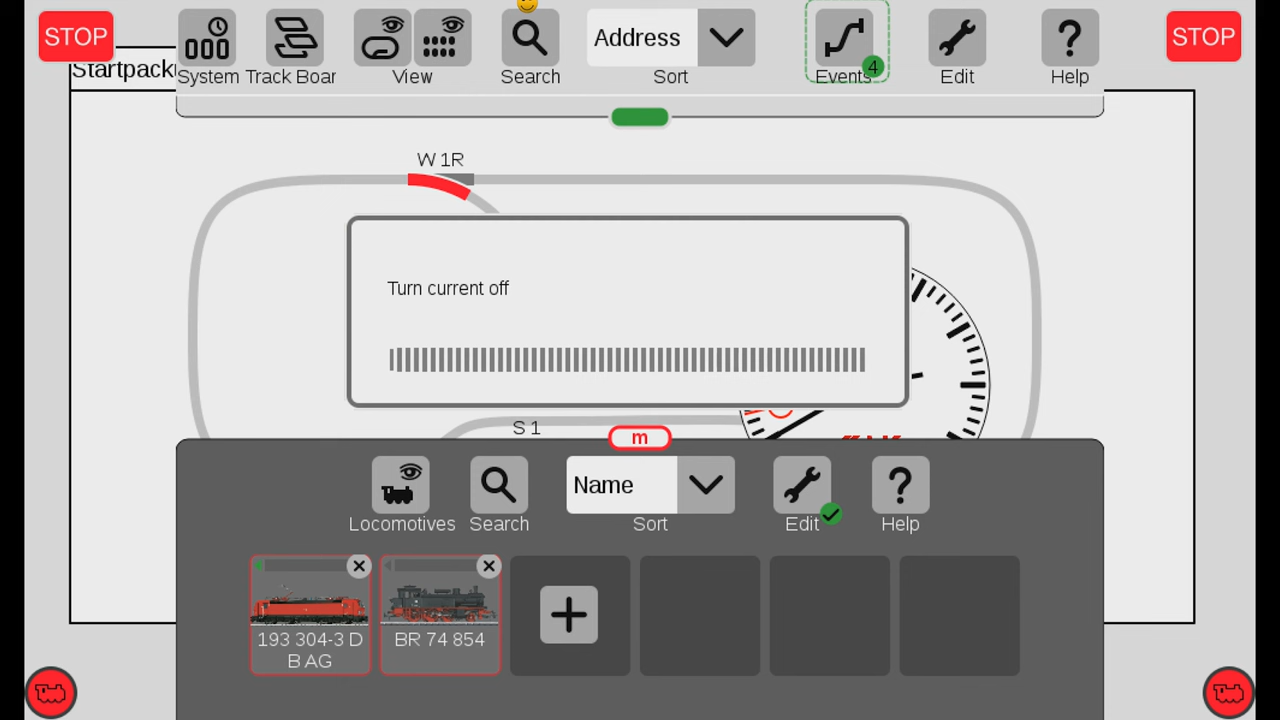 STOP
Address
STOP
Startpack
System
Track Boar
View
Search
Sort
Events
4
Edit
Help
W 1R
Turn current off
S 1
m
Name
Locomotives
Search
Sort
Edit
Help
193 304-3 D
B AG
BR 74 854